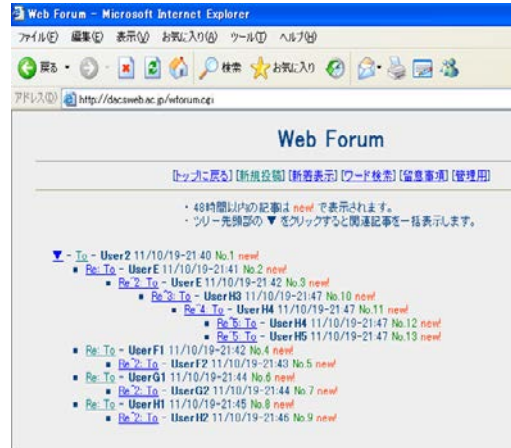 Web Forum - Microsoft Internet Explorer
ファイル(F) 編集(E) 表示(V) お気に入り(A) ツール(T) ヘルプ(H)
戻る 検索 お気に入り
アドレス(D) http://dacs.web.ac.jp/wforum.cgi
Web Forum
[トップに戻る] [新規投稿] [新着表示] [ワード検索] [留意事項] [管理用]
・ 48時間以内の記事は new! で表示されます。
・ ツリー先頭部の ▼ をクリックすると関連記事を一括表示します。
▼ - To - User2 11/10/19-21:40 No.1 new!
Re: To - UserE 11/10/19-21:41 No.2 new!
Re^2: To - UserE 11/10/19-21:42 No.3 new!
Re^3: To - UserH3 11/10/19-21:47 No.10 new!
Re^4: To - UserH4 11/10/19-21:47 No.11 new!
Re^5: To - UserH4 11/10/19-21:47 No.12 new!
Re^5: To - UserH5 11/10/19-21:47 No.13 new!
Re: To - UserF1 11/10/19-21:42 No.4 new!
Re^2: To - UserF2 11/10/19-21:43 No.5 new!
Re: To - UserG1 11/10/19-21:44 No.6 new!
Re^2: To - UserG2 11/10/19-21:44 No.7 new!
Re: To - UserH1 11/10/19-21:45 No.8 new!
Re^2: To - UserH2 11/10/19-21:46 No.9 new!